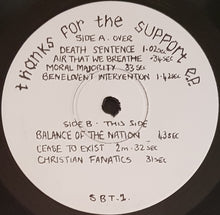 thanks for the support e.p.
SIDE A. OVER
DEATH SENTENCE 1.02SEC
AIR THAT WE BREATHE .34SEC
MORAL MAJORITY 33SEC
BENELOVENT INTERVENTION 1.42SEC
SIDE B - THIS SIDE
BALANCE OF THE NATION 43SEC
CEASE TO EXIST 2m.32SEC
CHRISTIAN FANATICS 31SEC
SBT.1.